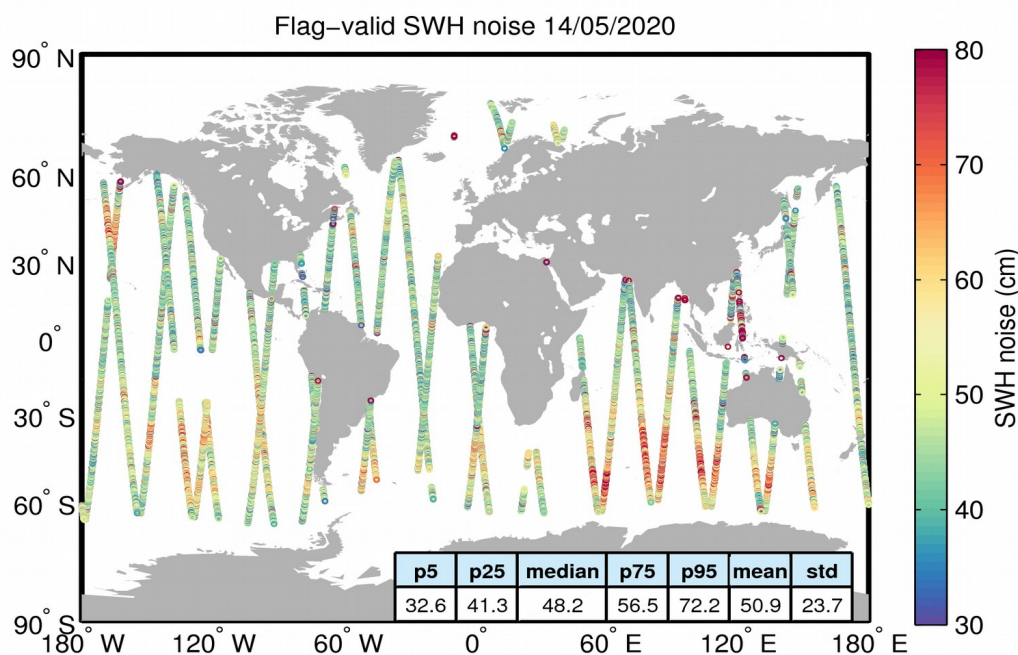 Flag−valid SWH noise 14/05/2020
90° N
60° N
30° N
0°
30° S
60° S
90° S
180° W
120° W
60° W
0°
60° E
120° E
180° E
80
70
60
50
40
30
SWH noise (cm)
p5 p25 median p75 p95 mean std
32.6 41.3 48.2 56.5 72.2 50.9 23.7